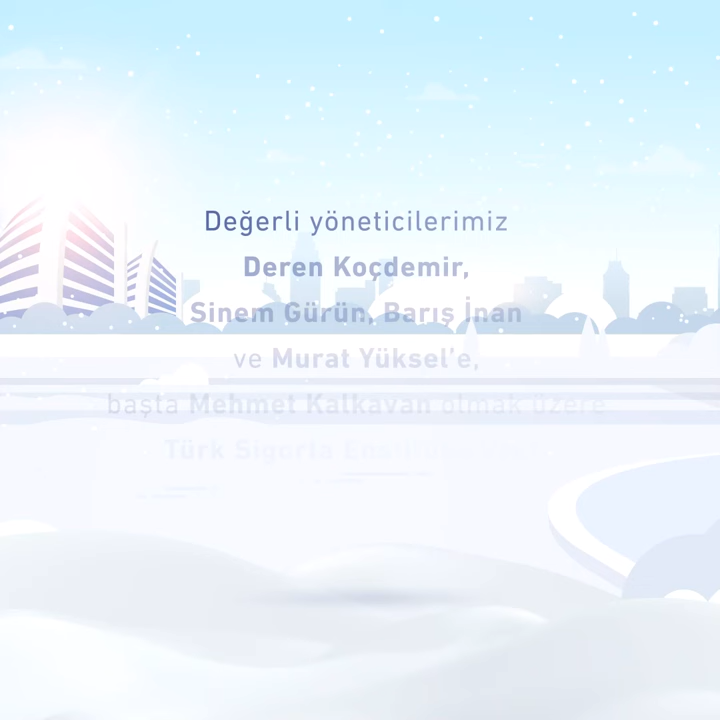 Değerli yöneticilerimiz
Deren Koçdemir,
Sinem Gürün, Barış İnan
ve Murat Yüksel’e,
başta Mehmet Kalkavan olmak üzere
Türk Sigorta